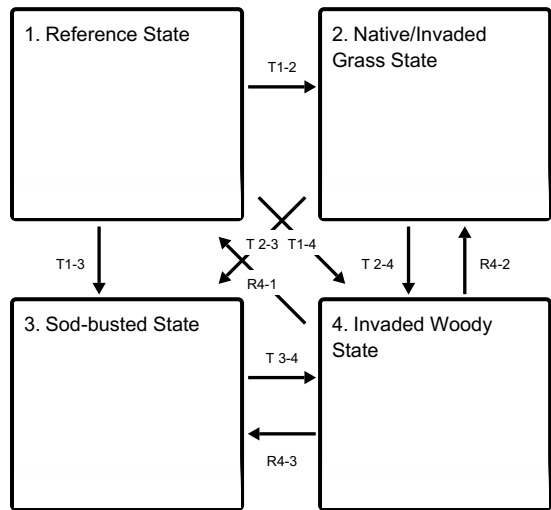 1. Reference State
2. Native/Invaded
Grass State
T1-2
T1-3
T 2-3
T1-4
T 2-4
R4-2
R4-1
3. Sod-busted State
4. Invaded Woody
State
T 3-4
R4-3